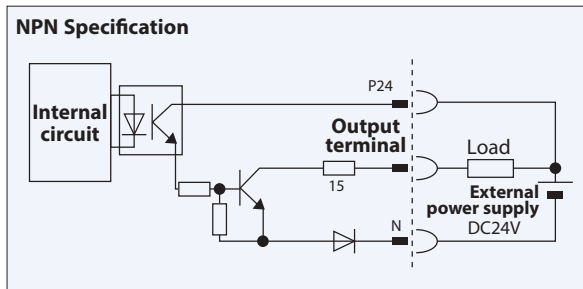 NPN Specification
P24
Internal
circuit
Output
terminal
Load
15
External
power supply
N
DC24V